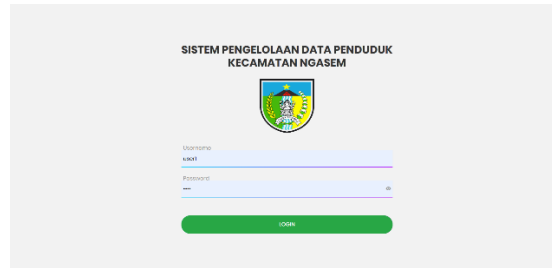 SISTEM PENGELOLAAN DATA PENDUDUK
KECAMATAN NGASEM
Username
user1
Password
LOGIN